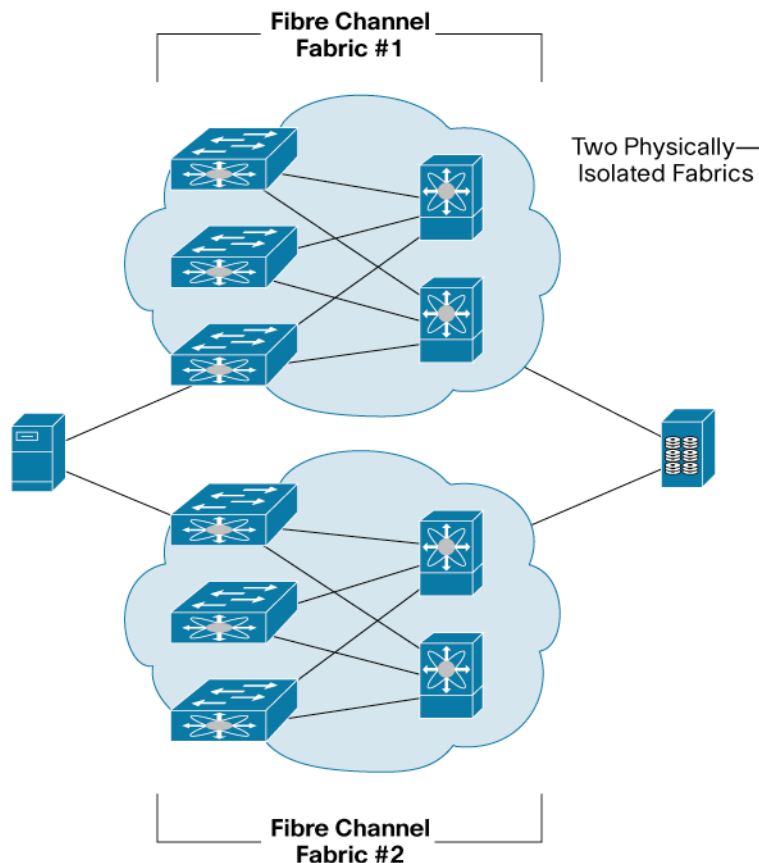 Fibre Channel
Fabric #1
Two Physically—
Isolated Fabrics
Fibre Channel
Fabric #2